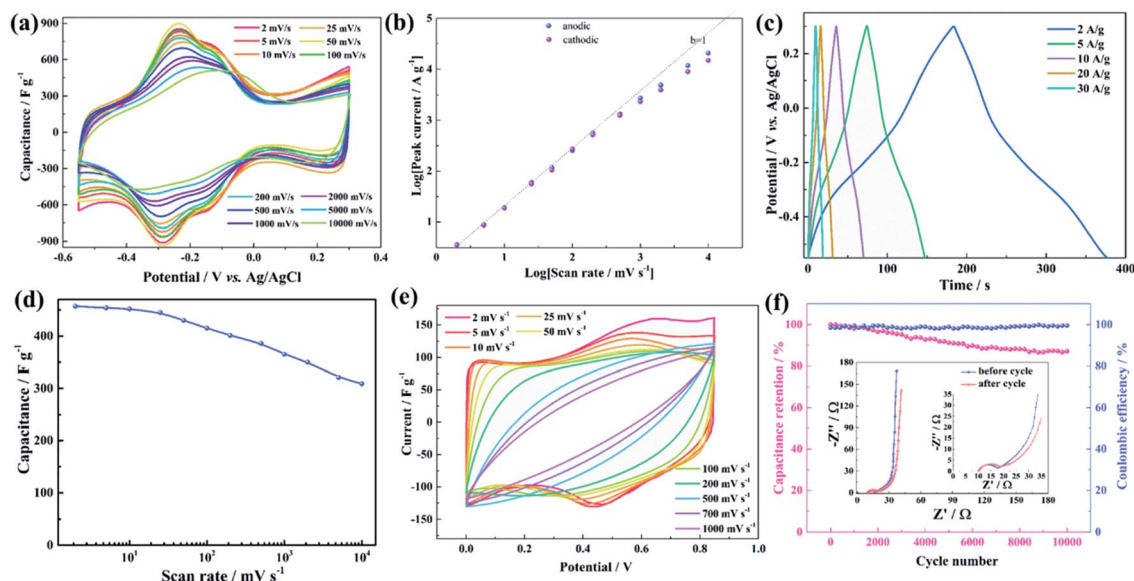 (a)
2 mV/s
25 mV/s
5 mV/s
50 mV/s
10 mV/s
100 mV/s
200 mV/s
2000 mV/s
500 mV/s
5000 mV/s
1000 mV/s
10000 mV/s
900
600
300
0
-300
-600
-900
Capacitance / F g⁻¹
-0.6
-0.4
-0.2
0.0
0.2
0.4
Potential / V vs. Ag/AgCl
(b)
anodic
cathodic
b=1
5
4
3
2
1
Log[Peak current / A g⁻¹]
0
1
2
3
4
5
Log[Scan rate / mV s⁻¹]
(c)
2 A/g
5 A/g
10 A/g
20 A/g
30 A/g
0.2
0.0
-0.2
-0.4
Potential / V vs. Ag/AgCl
0
100
200
300
400
Time / s
(d)
450
300
150
0
Capacitance / F g⁻¹
10¹
10²
10³
10⁴
Scan rate / mV s⁻¹
(e)
2 mV s⁻¹
25 mV s⁻¹
5 mV s⁻¹
50 mV s⁻¹
10 mV s⁻¹
100 mV s⁻¹
200 mV s⁻¹
500 mV s⁻¹
700 mV s⁻¹
1000 mV s⁻¹
150
100
50
0
-50
-100
-150
Current / F g⁻¹
0.0
0.2
0.4
0.6
0.8
1.0
Potential / V
(f)
100
80
60
40
20
0
Capacitance retention / %
100
80
60
40
20
0
Coulombic efficiency / %
before cycle
after cycle
180
150
120
90
60
30
0
-Z'' / Ω
0
30
60
90
120
150
180
Z' / Ω
35
30
25
20
15
10
5
0
-Z'' / Ω
0
5
10
15
20
25
30
35
Z' / Ω
0
2000
4000
6000
8000
10000
Cycle number